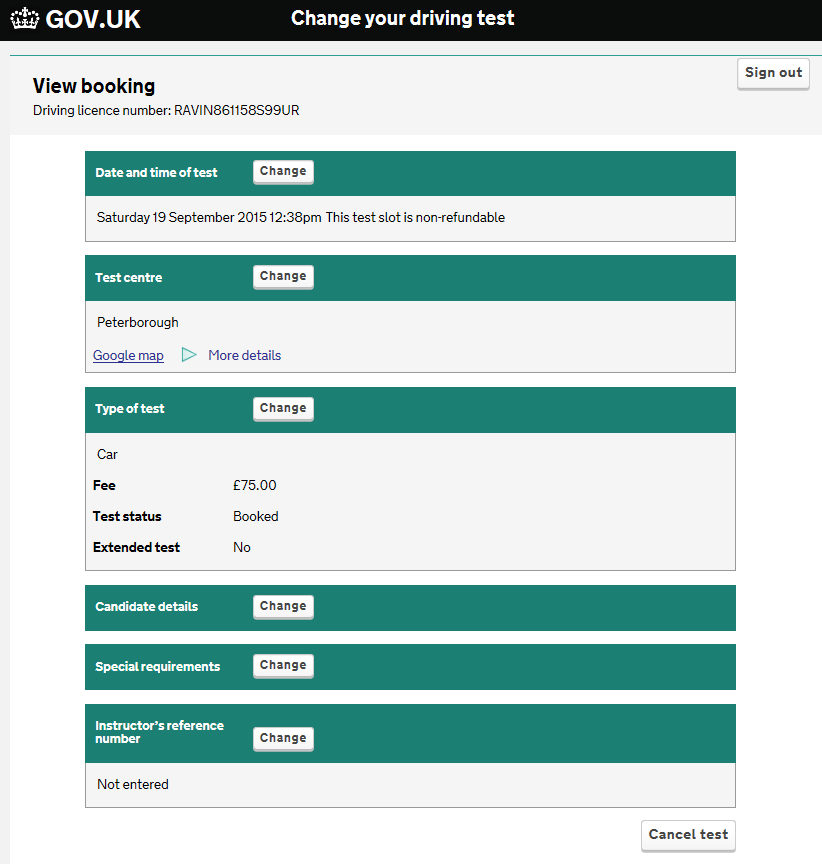 GOV.UK
Change your driving test
Sign out
View booking
Driving licence number: RAVIN861158S99UR
Date and time of test Change
Saturday 19 September 2015 12:38pm This test slot is non-refundable
Test centre Change
Peterborough
Google map More details
Type of test Change
Car
Fee £75.00
Test status Booked
Extended test No
Candidate details Change
Special requirements Change
Instructor's reference
number Change
Not entered
Cancel test